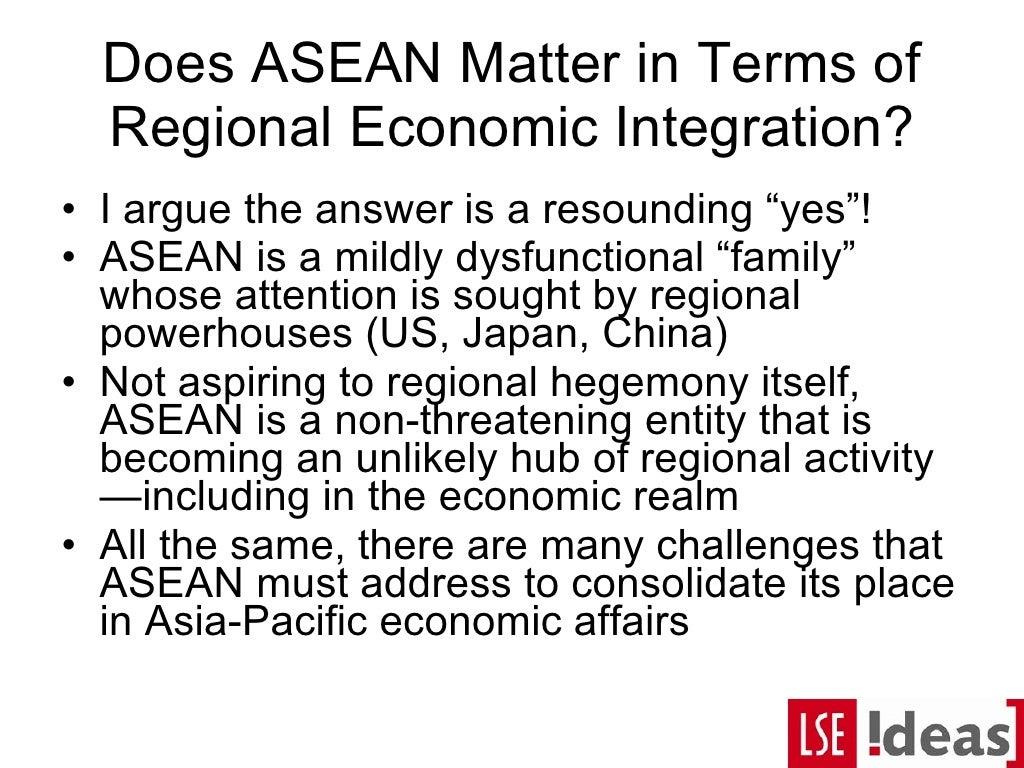 Does ASEAN Matter in Terms of
Regional Economic Integration?
• I argue the answer is a resounding “yes”!
• ASEAN is a mildly dysfunctional “family”
whose attention is sought by regional
powerhouses (US, Japan, China)
• Not aspiring to regional hegemony itself,
ASEAN is a non-threatening entity that is
becoming an unlikely hub of regional activity
—including in the economic realm
• All the same, there are many challenges that
ASEAN must address to consolidate its place
in Asia-Pacific economic affairs
LSE !deas]